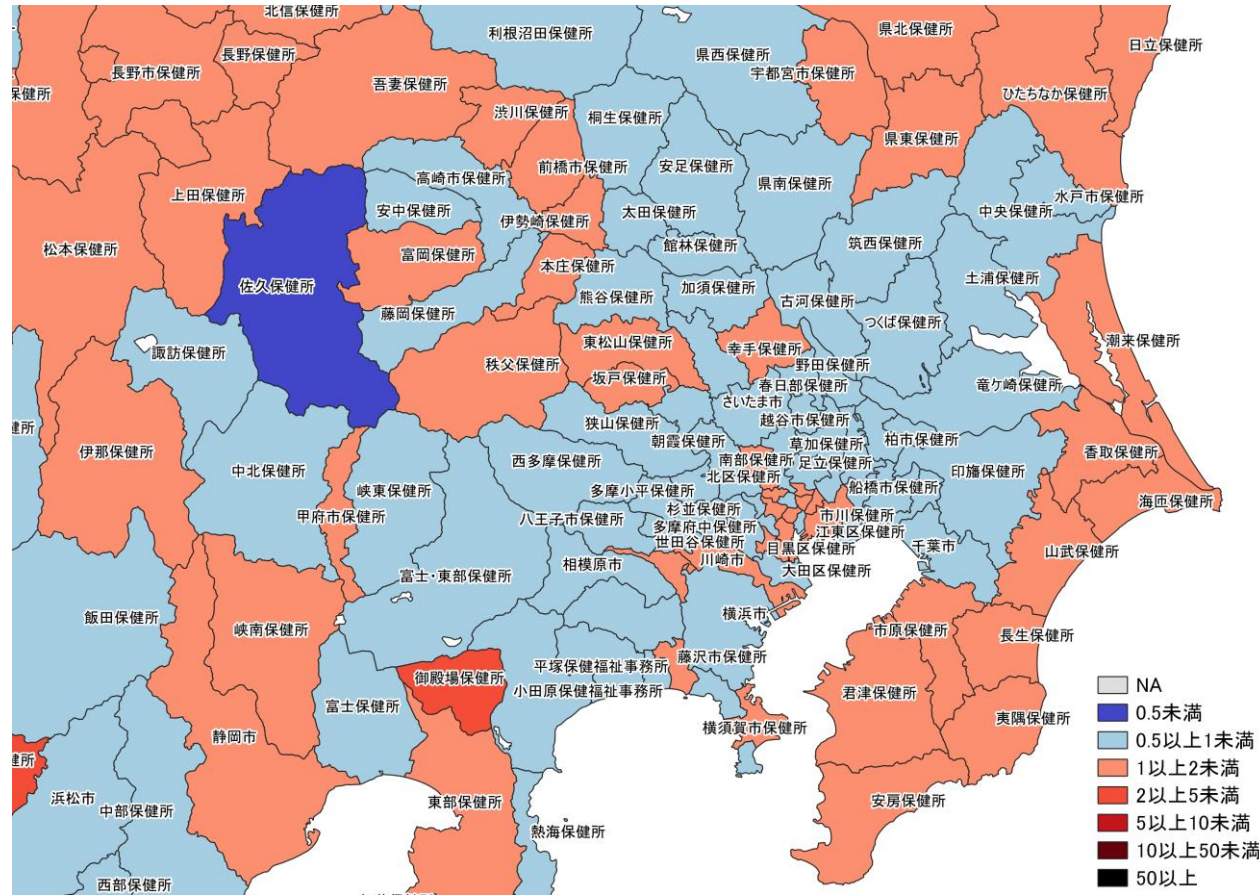 北信保健所
利根沼田保健所
県西保健所
県北保健所
日立保健所
長野保健所
長野市保健所
宇都宮市保健所
保健所
吾妻保健所
ひたちなか保健所
渋川保健所
桐生保健所
県東保健所
前橋市保健所
安足保健所
高崎市保健所
県南保健所
上田保健所
水戸市保健所
安中保健所
太田保健所
中央保健所
伊勢崎保健所
松本保健所
富岡保健所
館林保健所
筑西保健所
本庄保健所
土浦保健所
佐久保健所
熊谷保健所
加須保健所
古河保健所
藤岡保健所
つくば保健所
潮来保健所
諏訪保健所
秩父保健所
東松山保健所
幸手保健所
野田保健所
坂戸保健所
春日部保健所
竜ケ崎保健所
さいたま市
狭山保健所
越谷市保健所
健所
朝霞保健所
草加保健所
柏市保健所
伊那保健所
中北保健所
西多摩保健所
南部保健所
足立保健所
香取保健所
峡東保健所
北区保健所
印旛保健所
多摩小平保健所
船橋市保健所
海匝保健所
甲府市保健所
八王子市保健所
杉並保健所
市川保健所
多摩府中保健所
江東区保健所
世田谷保健所
目黒区保健所
千葉市
山武保健所
川崎市
相模原市
大田区保健所
富士・東部保健所
飯田保健所
横浜市
峡南保健所
市原保健所
長生保健所
御殿場保健所
平塚保健福祉事務所
藤沢市保健所
小田原保健福祉事務所
君津保健所
富士保健所
夷隅保健所
静岡市
横須賀市保健所
健所
浜松市
中部保健所
東部保健所
安房保健所
熱海保健所
西部保健所
NA
0.5未満
0.5以上1未満
1以上2未満
2以上5未満
5以上10未満
10以上50未満
50以上